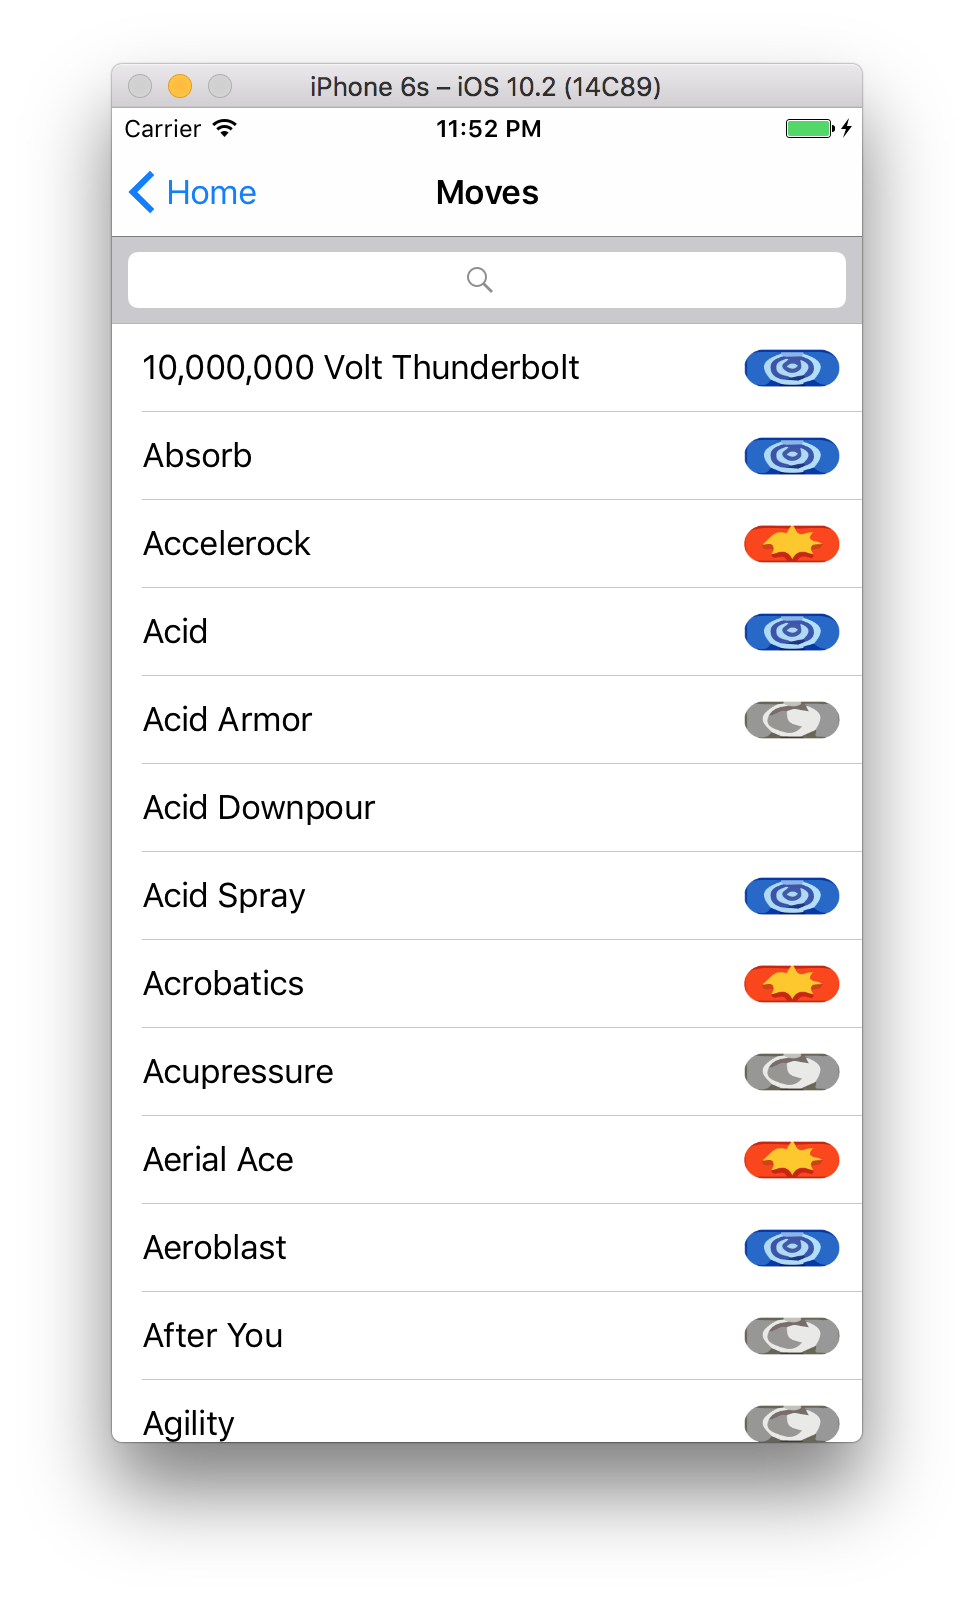 iPhone 6s – iOS 10.2 (14C89)
Carrier 11:52 PM
Home Moves
10,000,000 Volt Thunderbolt
Absorb
Accelerock
Acid
Acid Armor
Acid Downpour
Acid Spray
Acrobatics
Acupressure
Aerial Ace
Aeroblast
After You
Agility